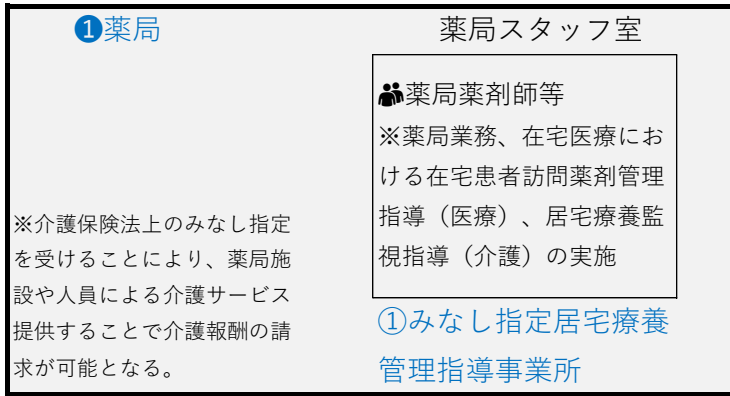 ❶薬局
薬局スタッフ室
薬局薬剤師等
※薬局業務、在宅医療にお
ける在宅患者訪問薬剤管理
指導（医療）、居宅療養監
視指導（介護）の実施
※介護保険法上のみなし指定
を受けることにより、薬局施
設や人員による介護サービス
提供することで介護報酬の請
求が可能となる。
①みなし指定居宅療養
管理指導事業所